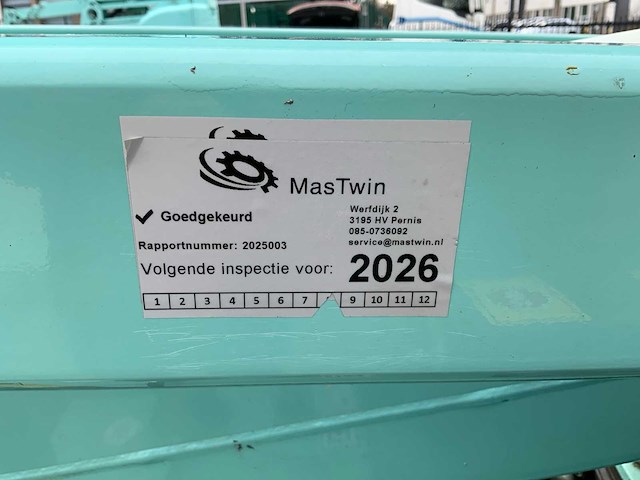 MasTwin
Goedgekeurd
Werfdijk 2
3195 HV Pernis
085-0736092
service@mastwin.nl
Rapportnummer: 2025003
Volgende inspectie voor: 2026
1 2 3 4 5 6 7 9 10 11 12